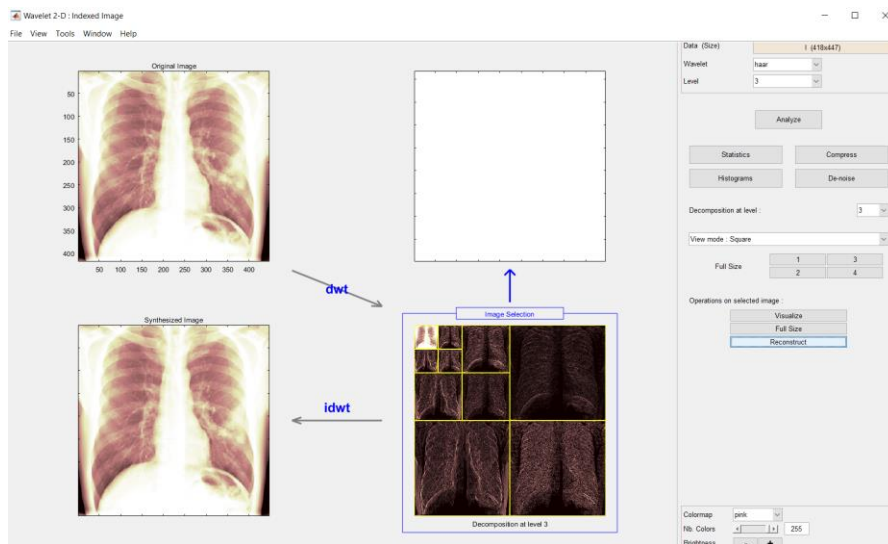 Wavelet 2-D : Indexed Image
File View Tools Window Help
Original Image
50
100
150
200
250
300
350
400
50 100 150 200 250 300 350 400
dwt
Image Selection
Synthesized Image
idwt
Decomposition at level 3
Data (Size) I (418x447)
Wavelet haar
Level 3
Analyze
Statistics Compress
Histograms De-noise
Decomposition at level : 3
View mode : Square
Full Size 1 3
2 4
Operations on selected image :
Visualize
Full Size
Reconstruct
Colormap pink
Nb. Colors 255
Brightness - +